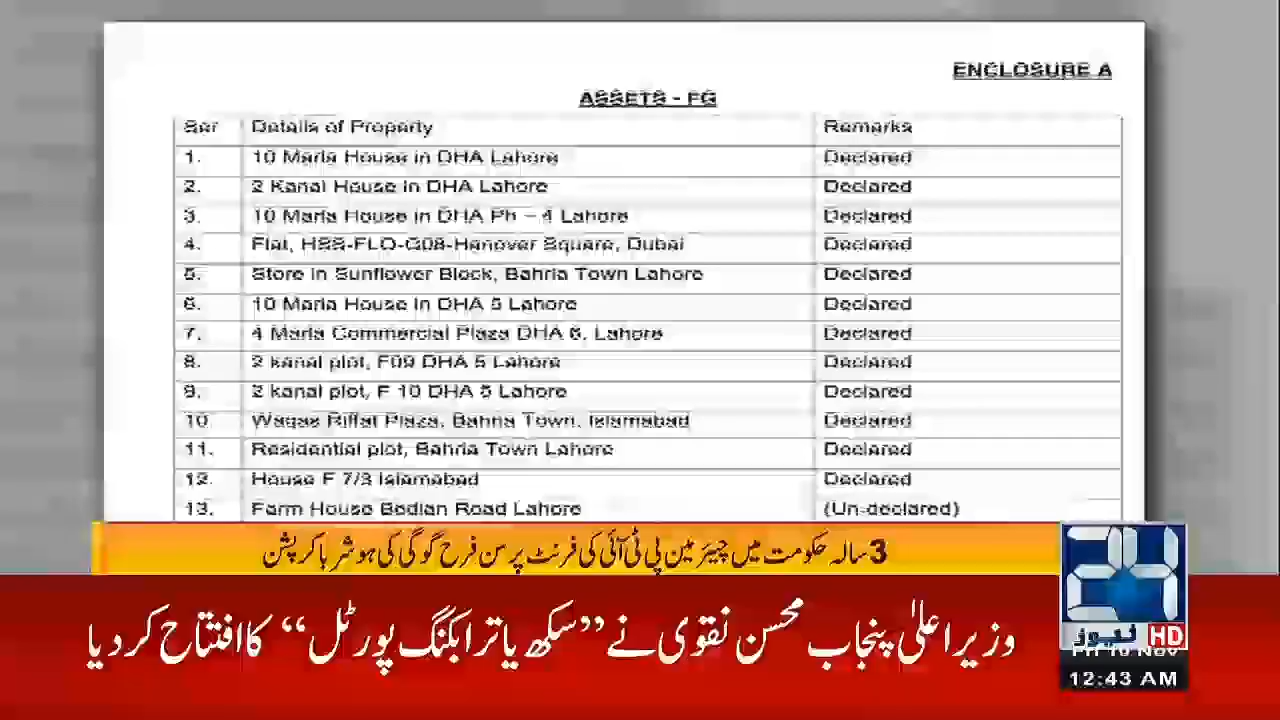 ENCLOSURE A
ASSETS - FG
Ser Details of Property Remarks
1. 10 Marla House in DHA Lahore Declared
2. 2 Kanal House in DHA Lahore Declared
3. 10 Marla House in DHA Ph – 4 Lahore Declared
4. Flat, HSS-FLO-G08-Hanover Square, Dubai Declared
5. Store in Sunflower Block, Bahria Town Lahore Declared
6. 10 Marla House in DHA 5 Lahore Declared
7. 4 Marla Commercial Plaza DHA 6, Lahore Declared
8. 2 kanal plot, F09 DHA 5 Lahore Declared
9. 2 kanal plot, F 10 DHA 5 Lahore Declared
10. Waqas Riffat Plaza, Bahria Town, Islamabad Declared
11. Residential plot, Bahria Town Lahore Declared
12. House F 7/3 Islamabad Declared
13. Farm House Bedian Road Lahore (Un-declared)
3 سالہ حکومت میں چیئرمین پی ٹی آئی کی فرنٹ پرسن فرح گوگی کی ہوشربا کرپشن
وزیراعلیٰ پنجاب محسن نقوی نے ”سکھ یاترا بکنگ پورٹل“ کا افتتاح کر دیا
24
نیوز HD
Fri 10 Nov
12:43 AM